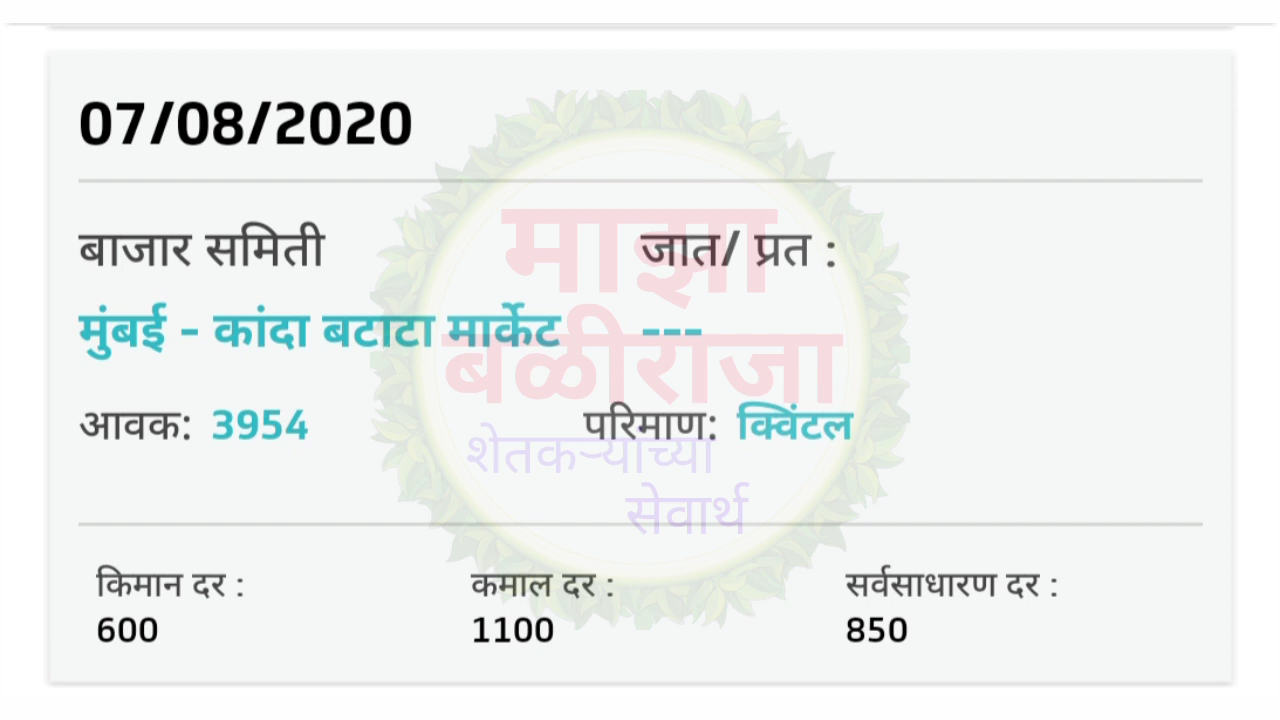 07/08/2020
बाजार समिती जात/ प्रत :
मुंबई - कांदा बटाटा मार्केट ---
आवक: 3954 परिमाण: क्विंटल
किमान दर : कमाल दर : सर्वसाधारण दर :
600 1100 850
माझा
बळीराजा
शेतकऱ्याच्या
सेवार्थ